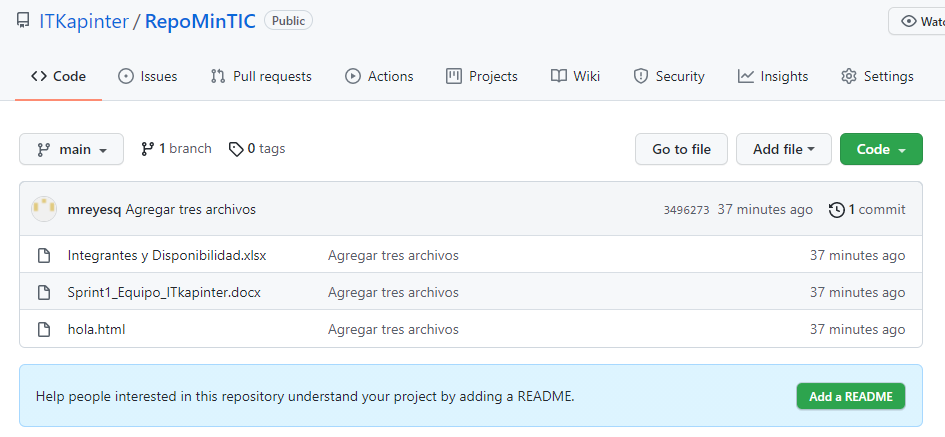 ITKapinter / RepoMinTIC Public
Code Issues Pull requests Actions Projects Wiki Security Insights Settings
main 1 branch 0 tags Go to file Add file Code
mreyesq Agregar tres archivos 3496273 37 minutes ago 1 commit
Integrantes y Disponibilidad.xlsx Agregar tres archivos 37 minutes ago
Sprint1_Equipo_ITkapinter.docx Agregar tres archivos 37 minutes ago
hola.html Agregar tres archivos 37 minutes ago
Help people interested in this repository understand your project by adding a README. Add a README